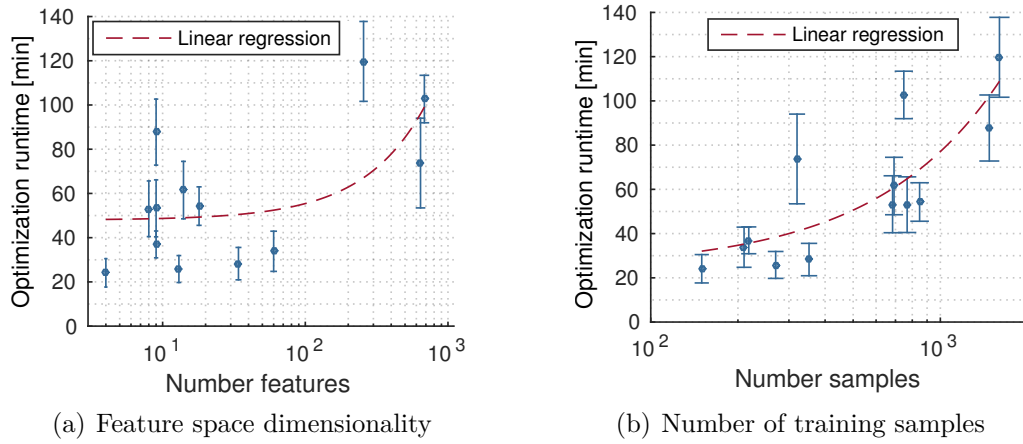 Optimization runtime [min]
140
120
100
80
60
40
20
0
Linear regression
10^1
10^2
10^3
Number features
(a) Feature space dimensionality
Optimization runtime [min]
140
120
100
80
60
40
20
0
Linear regression
10^2
10^3
Number samples
(b) Number of training samples